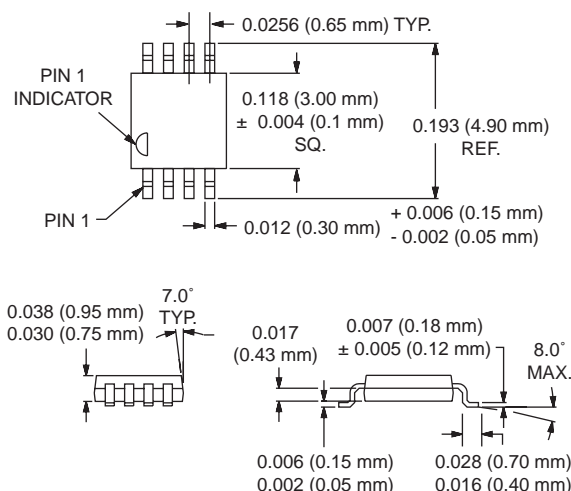 0.0256 (0.65 mm) TYP.
PIN 1
INDICATOR
0.118 (3.00 mm)
± 0.004 (0.1 mm)
SQ.
0.193 (4.90 mm)
REF.
PIN 1
0.012 (0.30 mm)
+ 0.006 (0.15 mm)
- 0.002 (0.05 mm)
0.038 (0.95 mm)
0.030 (0.75 mm)
7.0°
TYP.
0.017
(0.43 mm)
0.007 (0.18 mm)
± 0.005 (0.12 mm)
8.0°
MAX.
0.006 (0.15 mm)
0.002 (0.05 mm)
0.028 (0.70 mm)
0.016 (0.40 mm)